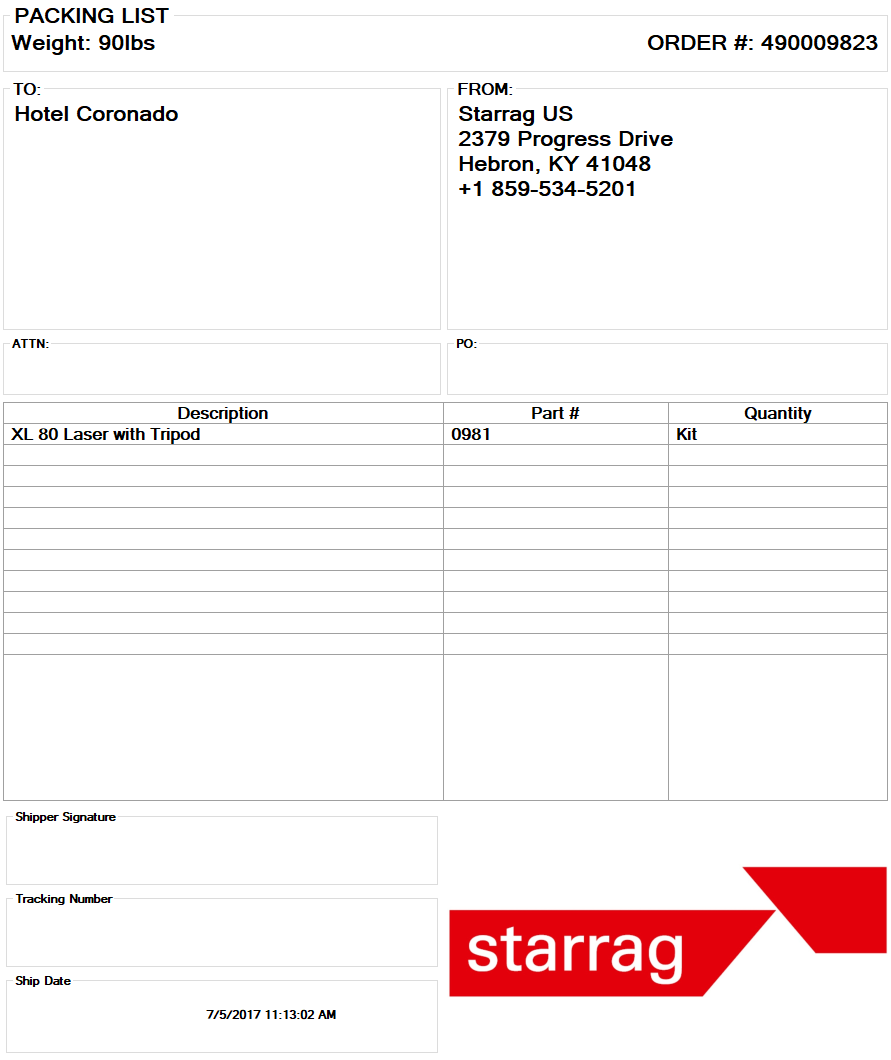 PACKING LIST
Weight: 90lbs
ORDER #: 490009823
TO:
Hotel Coronado
FROM:
Starrag US
2379 Progress Drive
Hebron, KY 41048
+1 859-534-5201
ATTN:
PO:
Description Part # Quantity
XL 80 Laser with Tripod 0981 Kit
Shipper Signature
Tracking Number
Ship Date
7/5/2017 11:13:02 AM
starrag